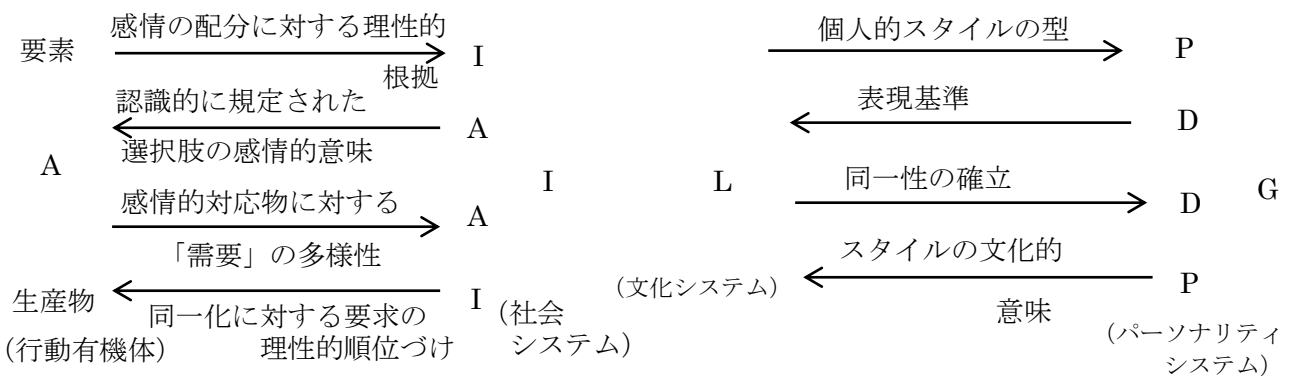 要素
感情の配分に対する理性的
根拠
I
認識的に規定された
選択肢の感情的意味
A
A
感情的対応物に対する
「需要」の多様性
A
I
生産物
同一化に対する要求の
理性的順位づけ
I
(行動有機体)
(社会
システム)
個人的スタイルの型
P
表現基準
D
L
同一性の確立
D
G
スタイルの文化的
意味
P
(文化システム)
(パーソナリティ
システム)